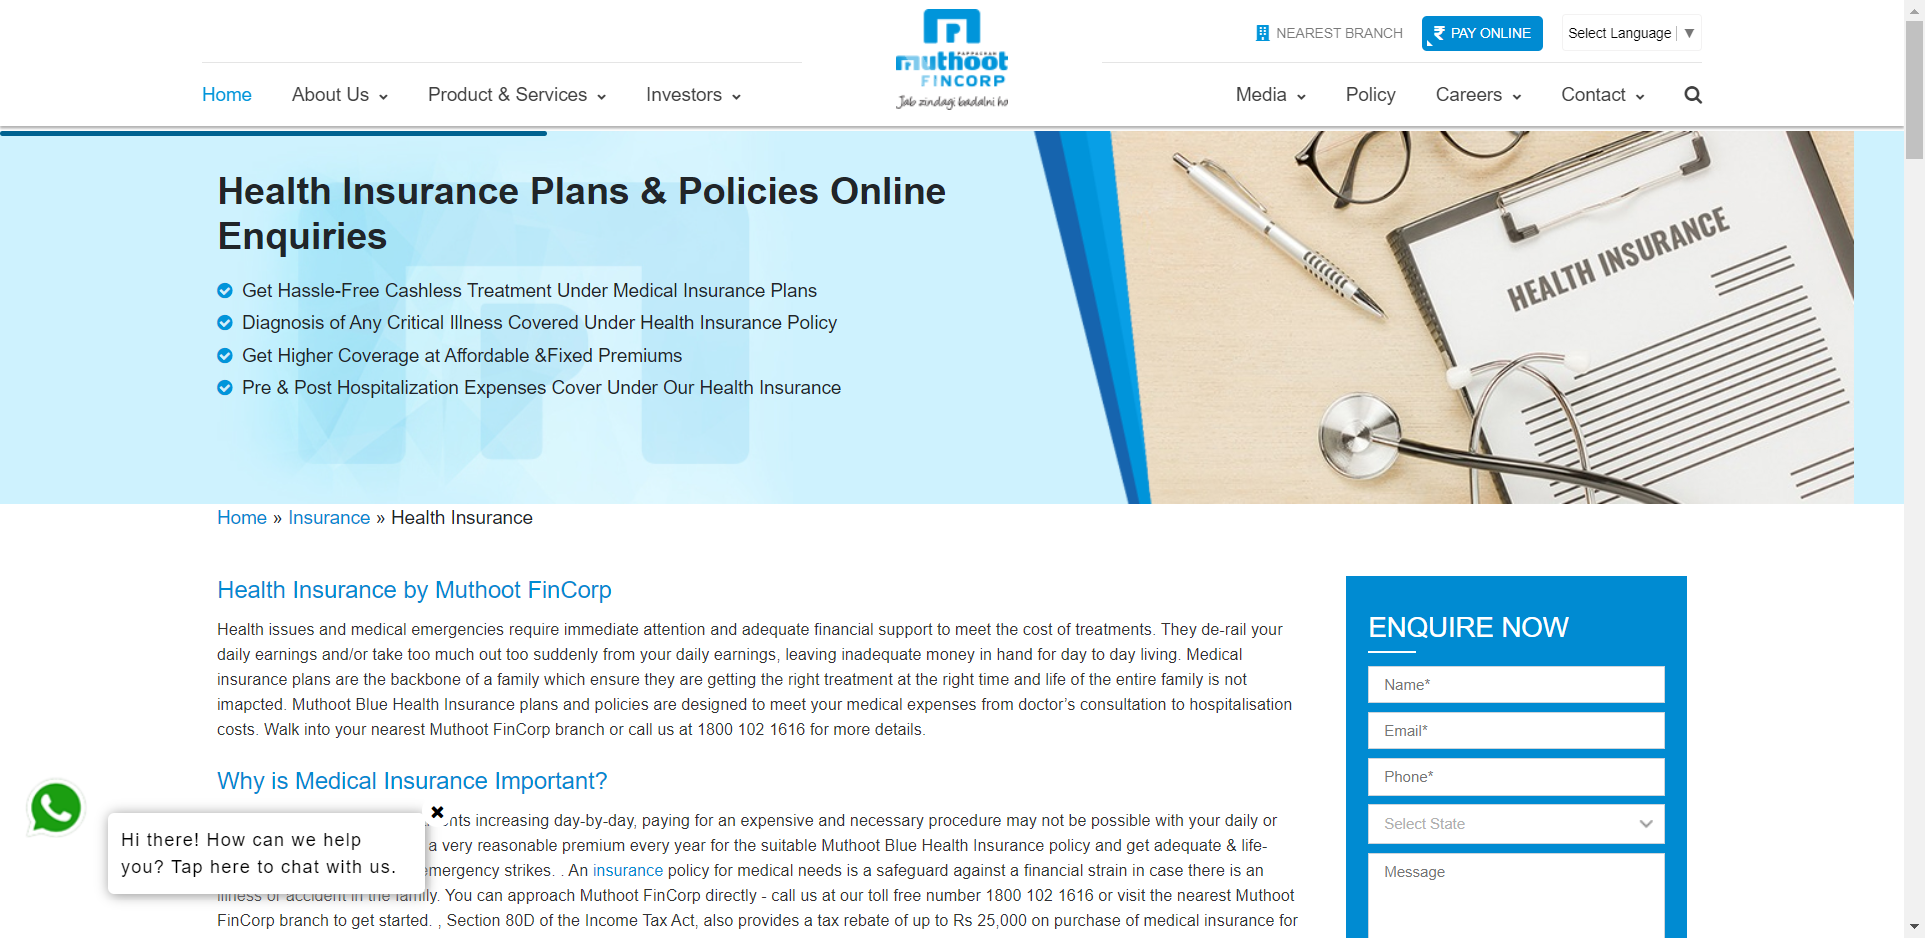 NEAREST BRANCH
PAY ONLINE
Select Language ▼
PAPPACHAN
muthoot
FINCORP
Jab zindagi badalni ho
Home
About Us
Product & Services
Investors
Media
Policy
Careers
Contact
Health Insurance Plans & Policies Online
Enquiries
Get Hassle-Free Cashless Treatment Under Medical Insurance Plans
Diagnosis of Any Critical Illness Covered Under Health Insurance Policy
Get Higher Coverage at Affordable &Fixed Premiums
Pre & Post Hospitalization Expenses Cover Under Our Health Insurance
HEALTH INSURANCE
Home » Insurance » Health Insurance
Health Insurance by Muthoot FinCorp
Health issues and medical emergencies require immediate attention and adequate financial support to meet the cost of treatments. They de-rail your
daily earnings and/or take too much out too suddenly from your daily earnings, leaving inadequate money in hand for day to day living. Medical
insurance plans are the backbone of a family which ensure they are getting the right treatment at the right time and life of the entire family is not
imapcted. Muthoot Blue Health Insurance plans and policies are designed to meet your medical expenses from doctor’s consultation to hospitalisation
costs. Walk into your nearest Muthoot FinCorp branch or call us at 1800 102 1616 for more details.
Why is Medical Insurance Important?
increasing day-by-day, paying for an expensive and necessary procedure may not be possible with your daily or
a very reasonable premium every year for the suitable Muthoot Blue Health Insurance policy and get adequate & life-
emergency strikes. . An insurance policy for medical needs is a safeguard against a financial strain in case there is an
illness or accident in the family. You can approach Muthoot FinCorp directly - call us at our toll free number 1800 102 1616 or visit the nearest Muthoot
FinCorp branch to get started. , Section 80D of the Income Tax Act, also provides a tax rebate of up to Rs 25,000 on purchase of medical insurance for
Hi there! How can we help
you? Tap here to chat with us.
ENQUIRE NOW
Name*
Email*
Phone*
Select State
Message